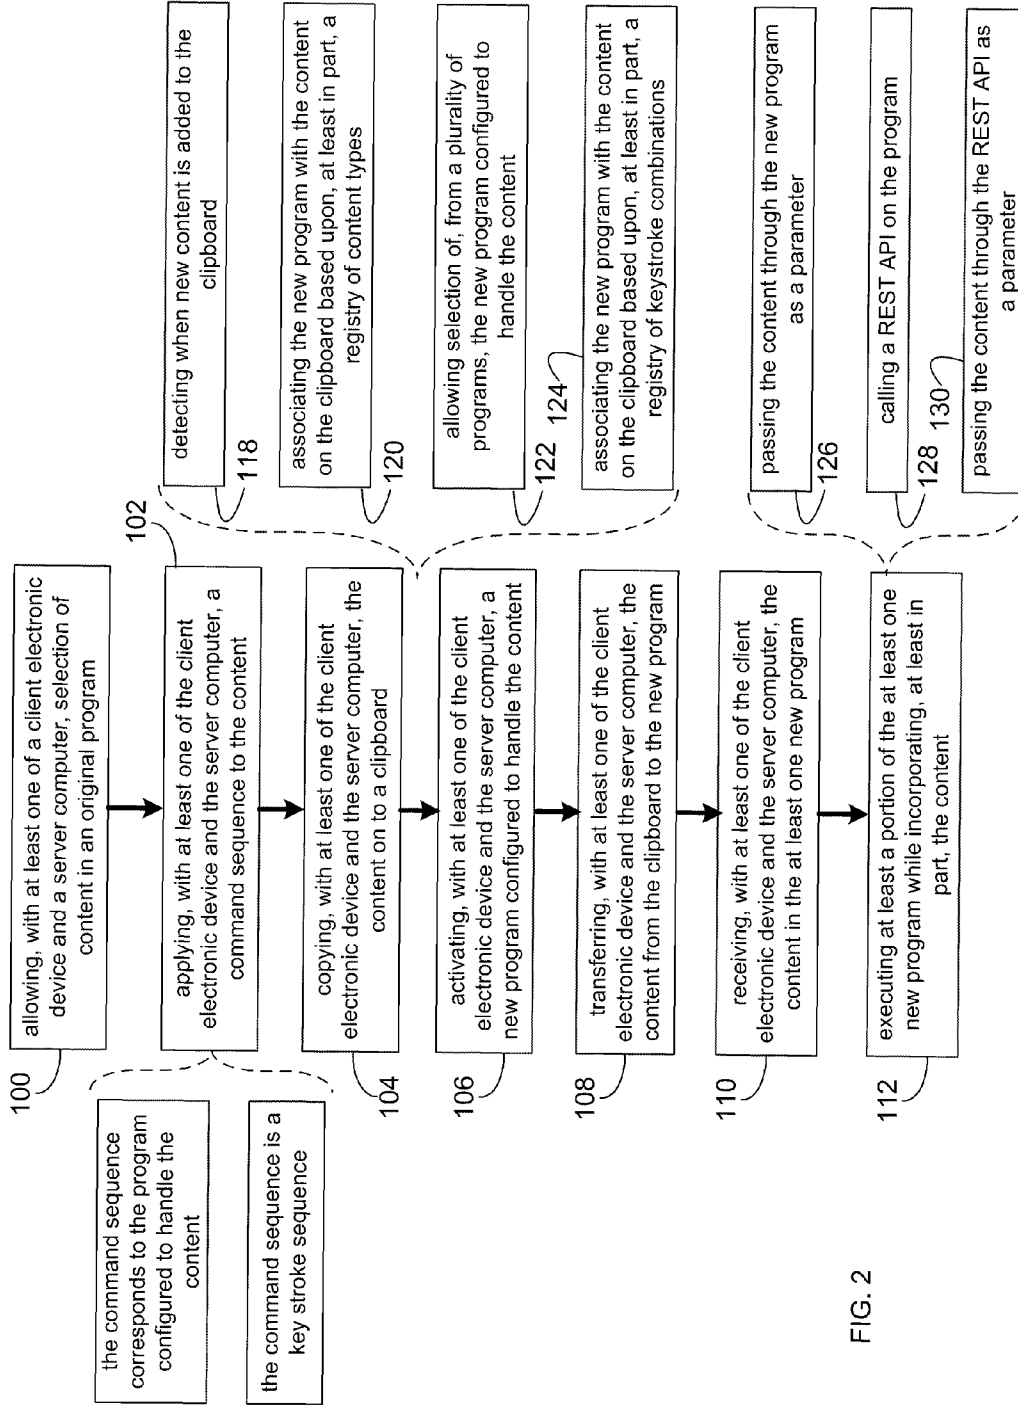 the command sequence
corresponds to the program
configured to handle the
content
the command sequence is a
key stroke sequence
100
allowing, with at least one of a client electronic
device and a server computer, selection of
content in an original program
102
applying, with at least one of the client
electronic device and the server computer, a
command sequence to the content
104
copying, with at least one of the client
electronic device and the server computer, the
content on to a clipboard
106
activating, with at least one of the client
electronic device and the server computer, a
new program configured to handle the content
108
transferring, with at least one of the client
electronic device and the server computer, the
content from the clipboard to the new program
110
receiving, with at least one of the client
electronic device and the server computer, the
content in the at least one new program
112
executing at least a portion of the at least one
new program while incorporating, at least in
part, the content
118
detecting when new content is added to the
clipboard
120
associating the new program with the content
on the clipboard based upon, at least in part, a
registry of content types
122
allowing selection of, from a plurality of
programs, the new program configured to
handle the content
124
associating the new program with the content
on the clipboard based upon, at least in part, a
registry of keystroke combinations
126
passing the content through the new program
as a parameter
128
calling a REST API on the program
130
passing the content through the REST API as
a parameter
FIG. 2